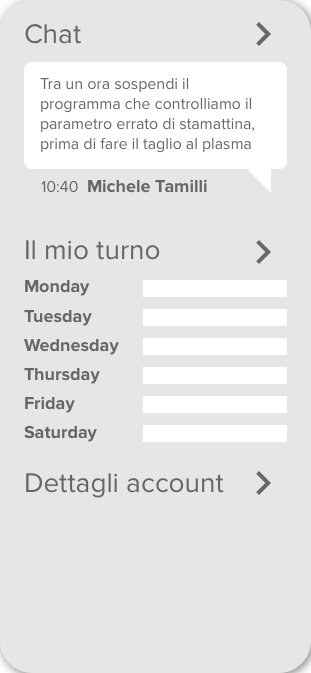 Chat
Tra un ora sospendi il
programma che controlliamo il
parametro errato di stamattina,
prima di fare il taglio al plasma
10:40 Michele Tamilli
Il mio turno
Monday
Tuesday
Wednesday
Thursday
Friday
Saturday
Dettagli account